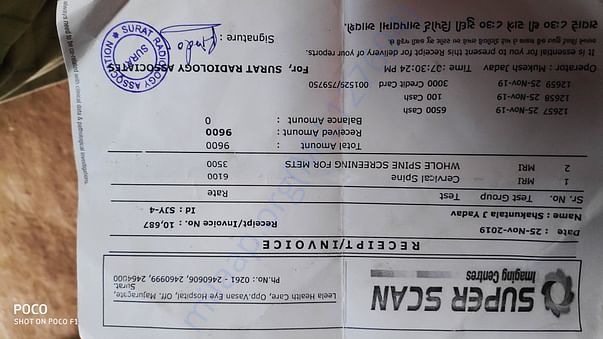 SUPER SCAN
Imaging Centres
Leela Health Care, Opp.Vasan Eye Hospital, Off. Majuragate,
Surat.
Ph.No.: 0261 - 2460606, 2460999, 2464000
RECEIPT/INVOICE
Date : 25-Nov-2019
Receipt/Invoice No. : 10,687
Name : Shakuntala J Yadav
Id : SJY-4
Sr. No. Test Group Test Rate
1 MRI Cervical Spine 6100
2 MRI WHOLE SPINE SCREENING FOR METS 3500
Total Amount : 9600
Received Amount : 9600
Balance Amount : 0
12657 25-Nov-19 6500 Cash
12658 25-Nov-19 100 Cash
12659 25-Nov-19 3000 Credit Card 001529/759750
Operator: Mukesh Yadav Time :07:30:24 PM
For, SURAT RADIOLOGY ASSOCIATES
It is essential for you to present this Receipt for delivery of your reports.
Signature :
SURAT RADIOLOGY ASSOCIATION
SURAT
POCO
SHOT ON POCO F1